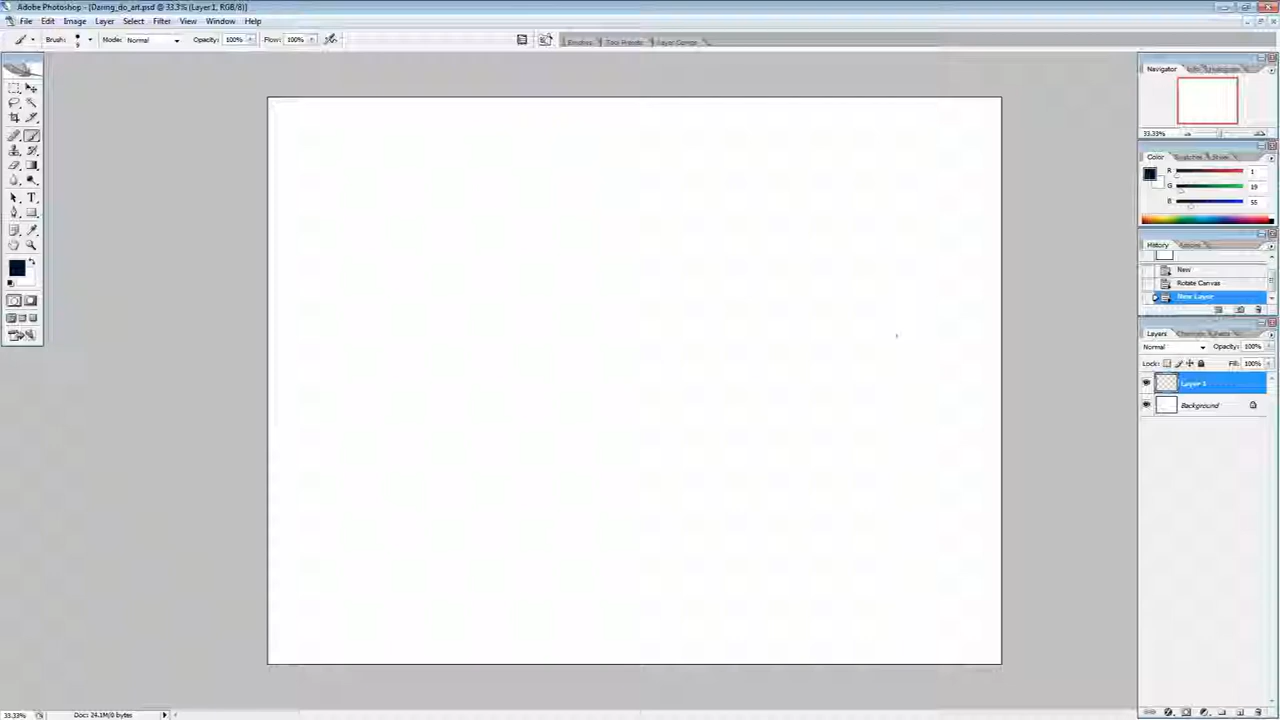 Adobe Photoshop - [Daring_do_art.psd @ 33.3% (Layer 1, RGB/8)]
File Edit Image Layer Select Filter View Window Help
Brush: 9 Mode: Normal Opacity: 100% Flow: 100%
Brushes Tool Presets Layer Comps
Navigator Info
33.33%
Color Swatches Styles
R 1
G 19
B 55
History Actions
New
Rotate Canvas
New Layer
Layers Channels Paths
Normal Opacity: 100%
Lock: Fill: 100%
Layer 1
Background
33.33% Doc: 24.1M/0 bytes